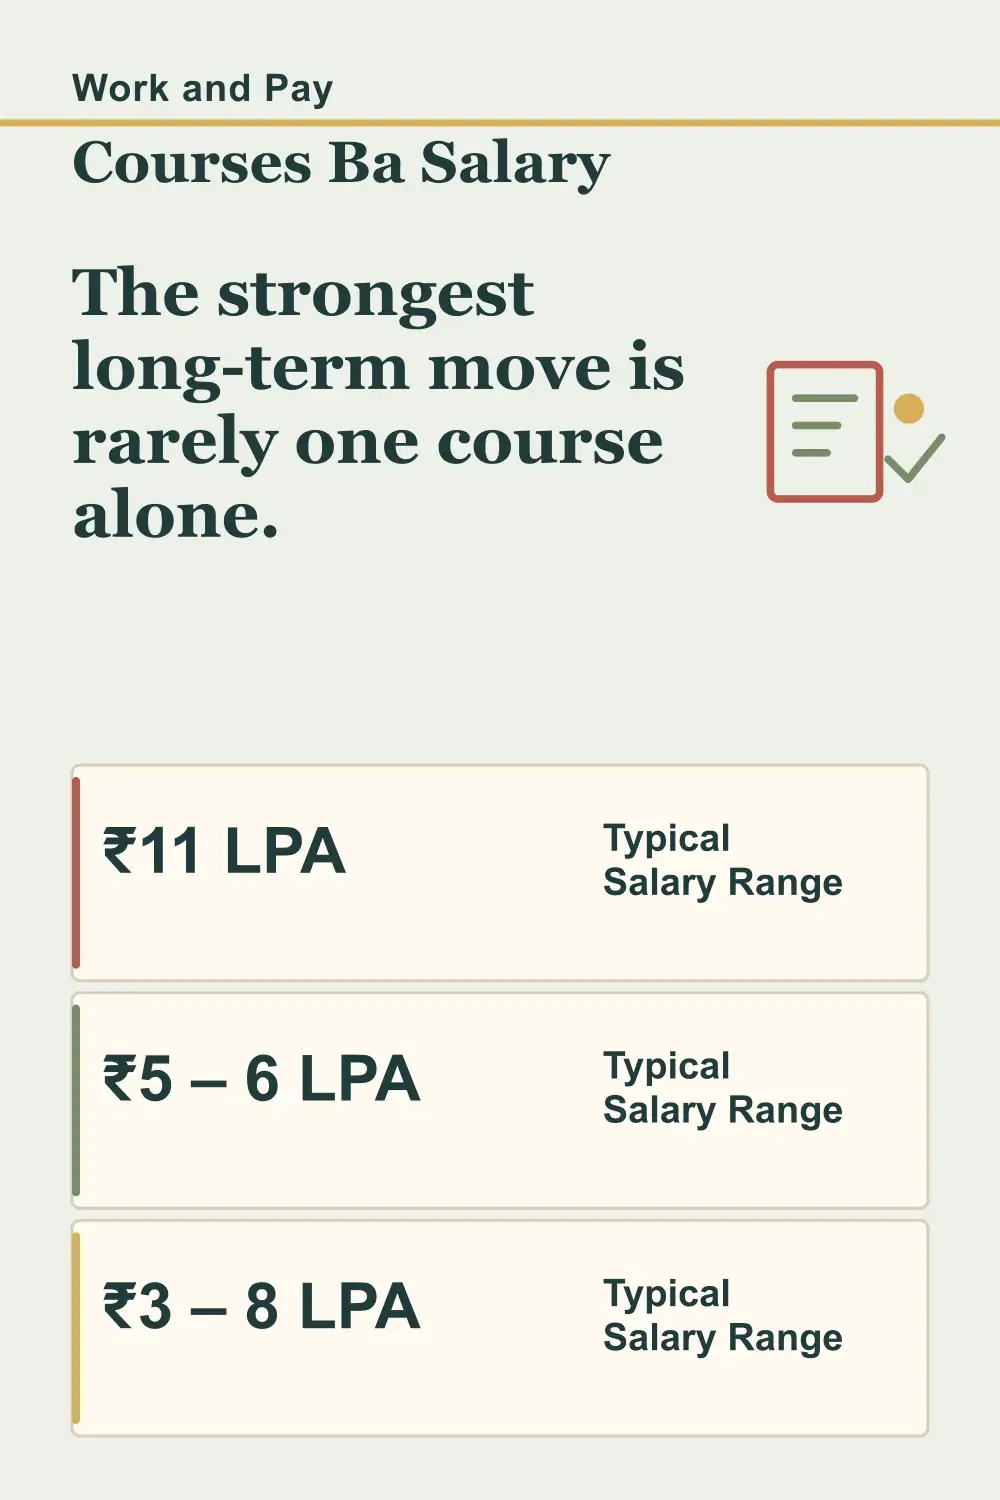 Work and Pay
Courses Ba Salary
The strongest
long-term move is
rarely one course
alone.
₹11 LPA
Typical
Salary Range
₹5 – 6 LPA
Typical
Salary Range
₹3 – 8 LPA
Typical
Salary Range